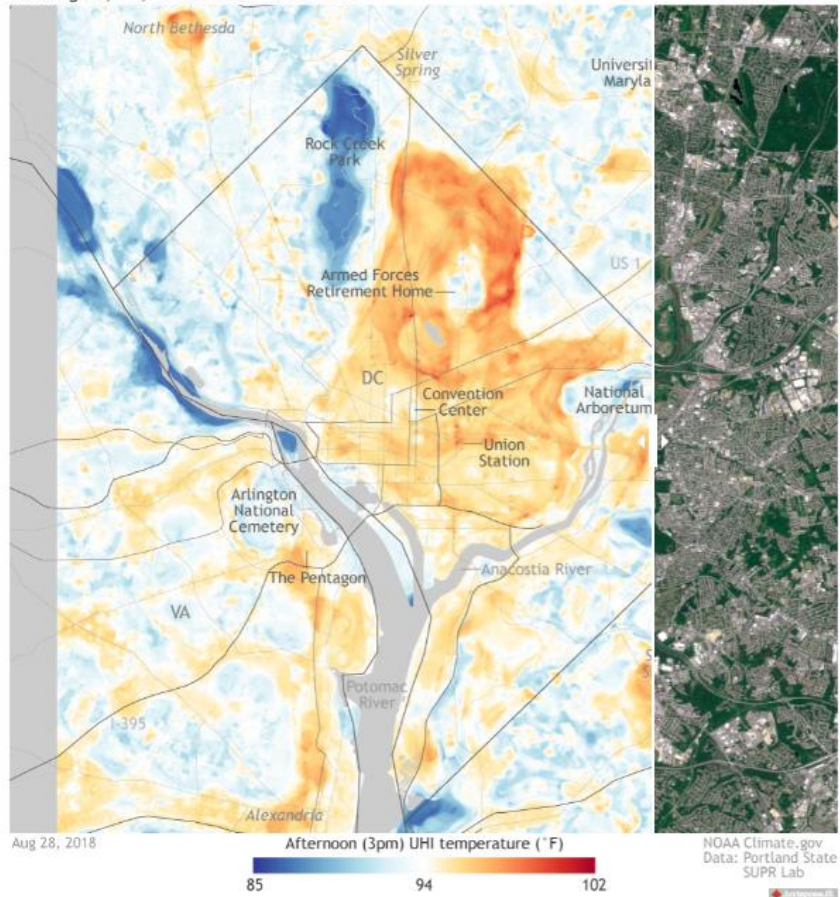 North Bethesda
Silver
Spring
Universi
Maryla
Rock Creek
Park
US 1
Armed Forces
Retirement Home
DC
Convention
Center
National
Arboretum
Union
Station
Arlington
National
Cemetery
The Pentagon
Anacostia River
VA
Potomac
River
I-395
Alexandria
Aug 28, 2018
Afternoon (3pm) UHI temperature (°F)
85
94
102
NOAA Climate.gov
Data: Portland State
SUPR Lab